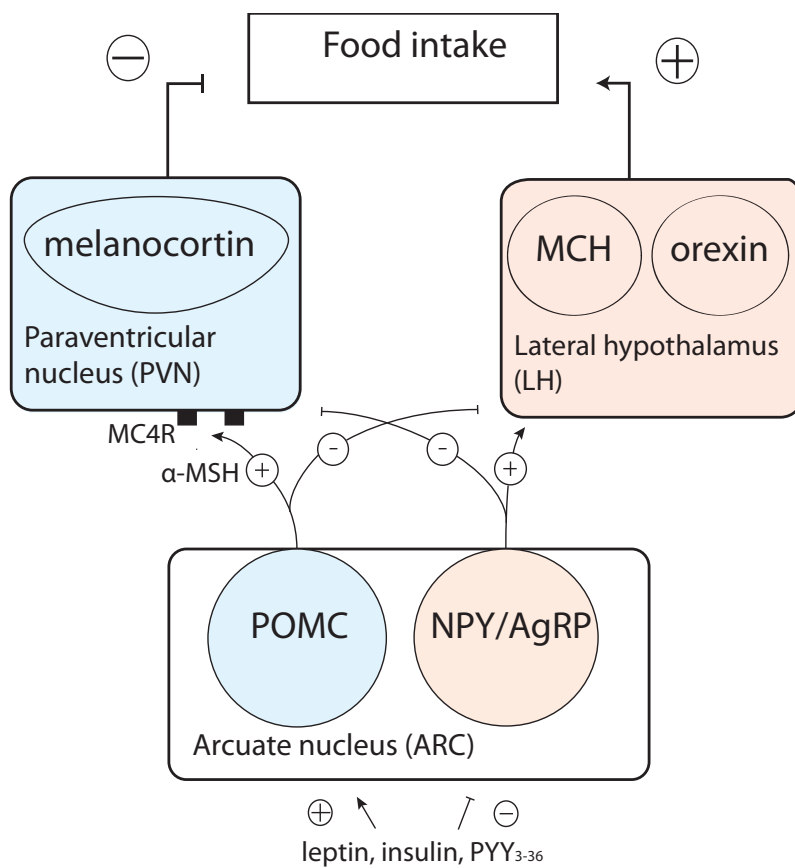 Food intake
−
+
melanocortin
MCH
orexin
Paraventricular
nucleus (PVN)
Lateral hypothalamus
(LH)
MC4R
α-MSH
+
-
-
+
POMC
NPY/AgRP
Arcuate nucleus (ARC)
+
−
leptin, insulin, PYY3-36